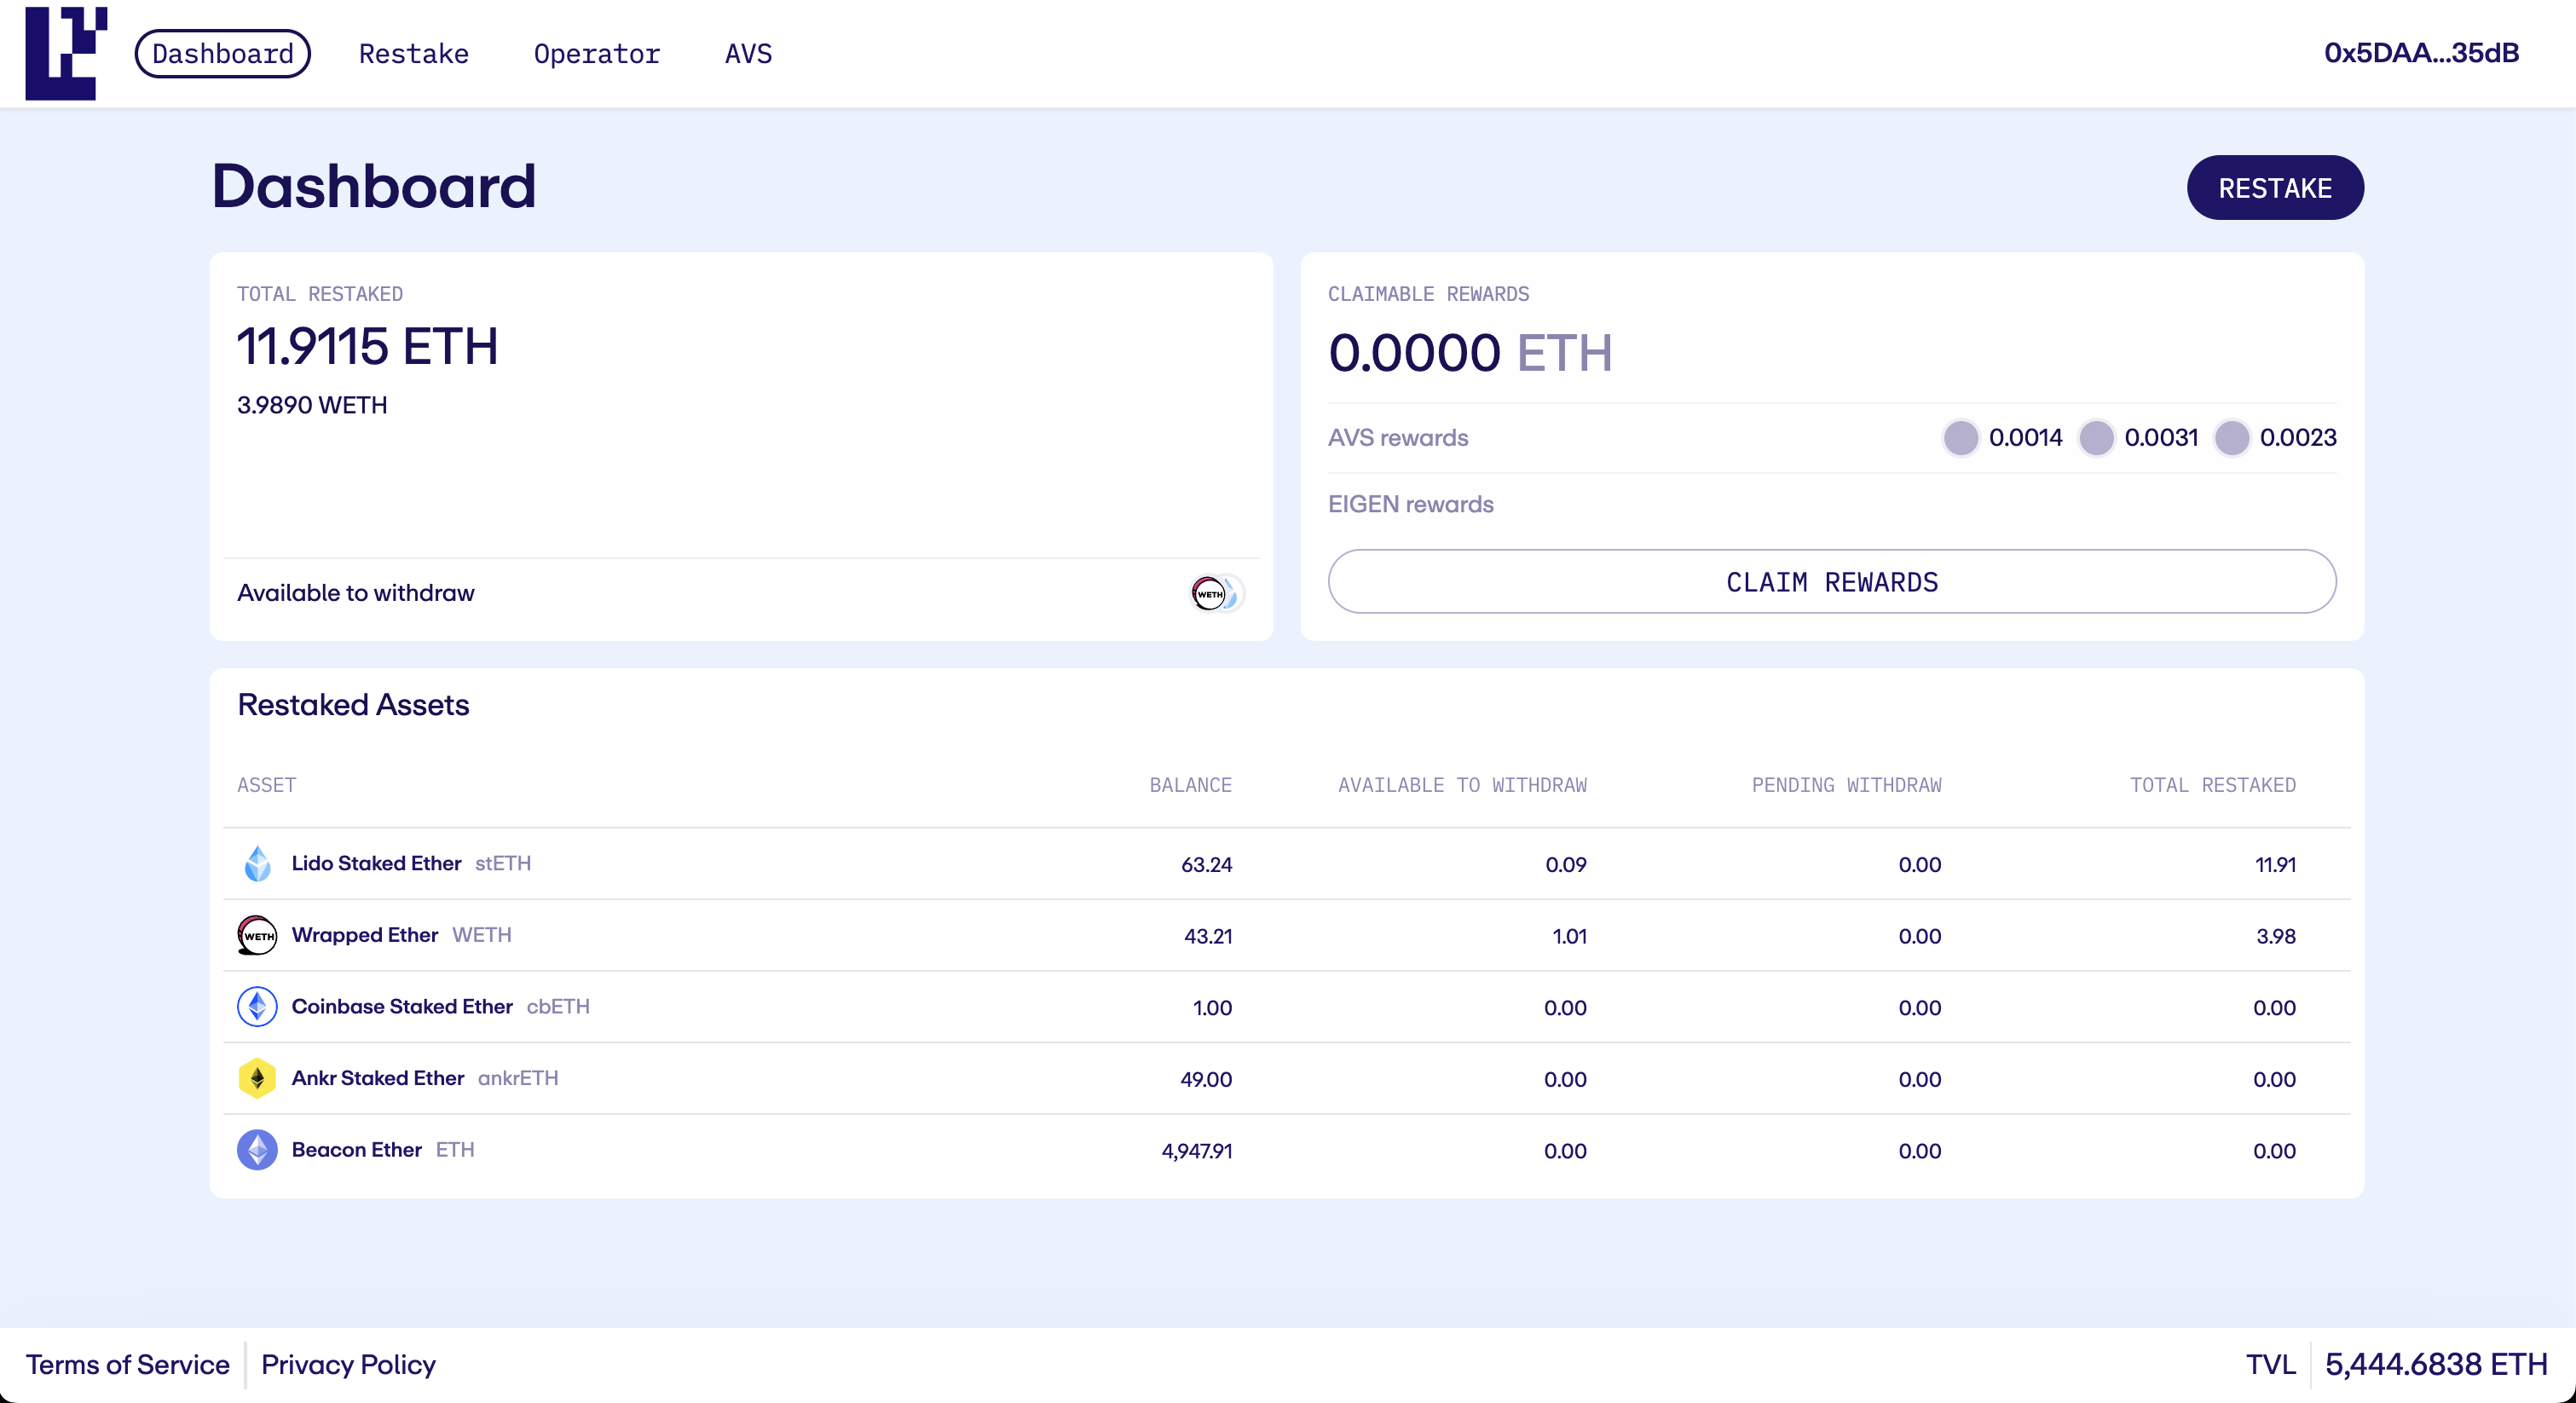 Dashboard Restake Operator AVS 0x5DAA...35dB
Dashboard RESTAKE
TOTAL RESTAKED
11.9115 ETH
3.9890 WETH
Available to withdraw WETH
CLAIMABLE REWARDS
0.0000 ETH
AVS rewards 0.0014 0.0031 0.0023
EIGEN rewards
CLAIM REWARDS
Restaked Assets
ASSET BALANCE AVAILABLE TO WITHDRAW PENDING WITHDRAW TOTAL RESTAKED
Lido Staked Ether stETH 63.24 0.09 0.00 11.91
WETH Wrapped Ether WETH 43.21 1.01 0.00 3.98
Coinbase Staked Ether cbETH 1.00 0.00 0.00 0.00
Ankr Staked Ether ankrETH 49.00 0.00 0.00 0.00
Beacon Ether ETH 4,947.91 0.00 0.00 0.00
Terms of Service Privacy Policy TVL 5,444.6838 ETH